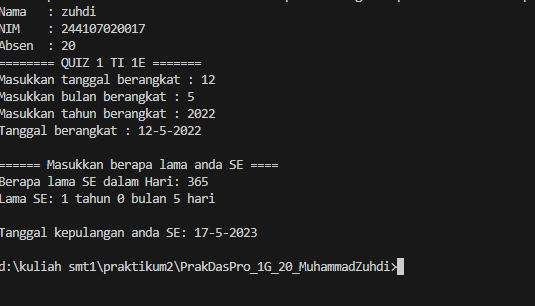 Nama   : zuhdi
NIM    : 244107020017
Absen  : 20
======== QUIZ 1 TI 1E =======
Masukkan tanggal berangkat : 12
Masukkan bulan berangkat : 5
Masukkan tahun berangkat : 2022
Tanggal berangkat : 12-5-2022
====== Masukkan berapa lama anda SE ====
Berapa lama SE dalam Hari: 365
Lama SE: 1 tahun 0 bulan 5 hari
Tanggal kepulangan anda SE: 17-5-2023
d:\kuliah smt1\praktikum2\PrakDasPro_1G_20_MuhammadZuhdi>